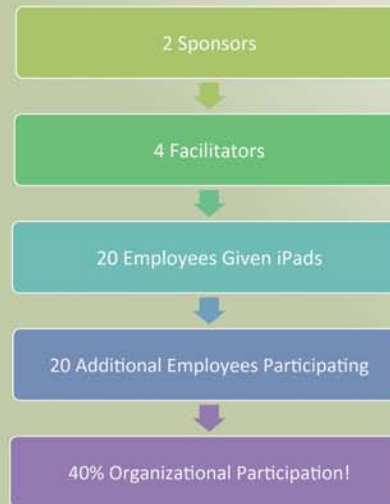 2 Sponsors
4 Facilitators
20 Employees Given iPads
20 Additional Employees Participating
40% Organizational Participation!